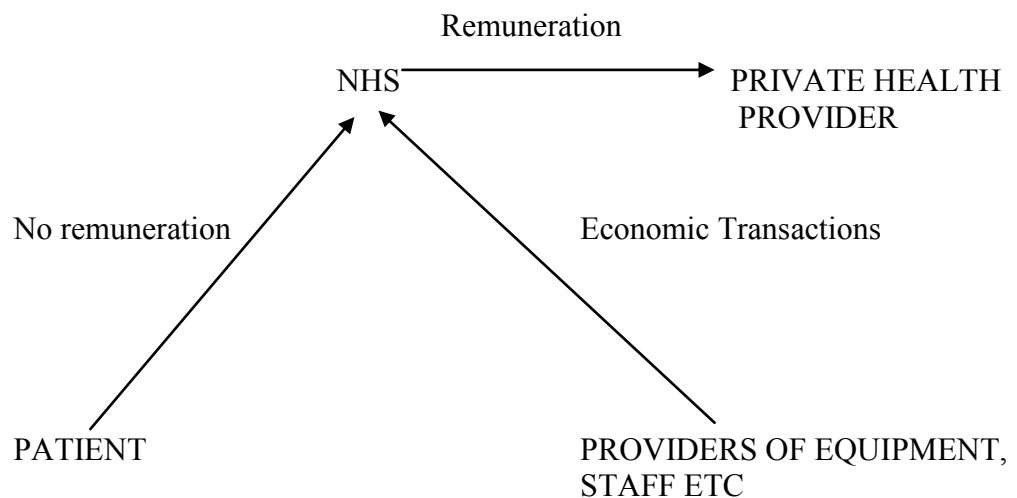 Remuneration
NHS
PRIVATE HEALTH
PROVIDER
No remuneration
Economic Transactions
PATIENT
PROVIDERS OF EQUIPMENT,
STAFF ETC